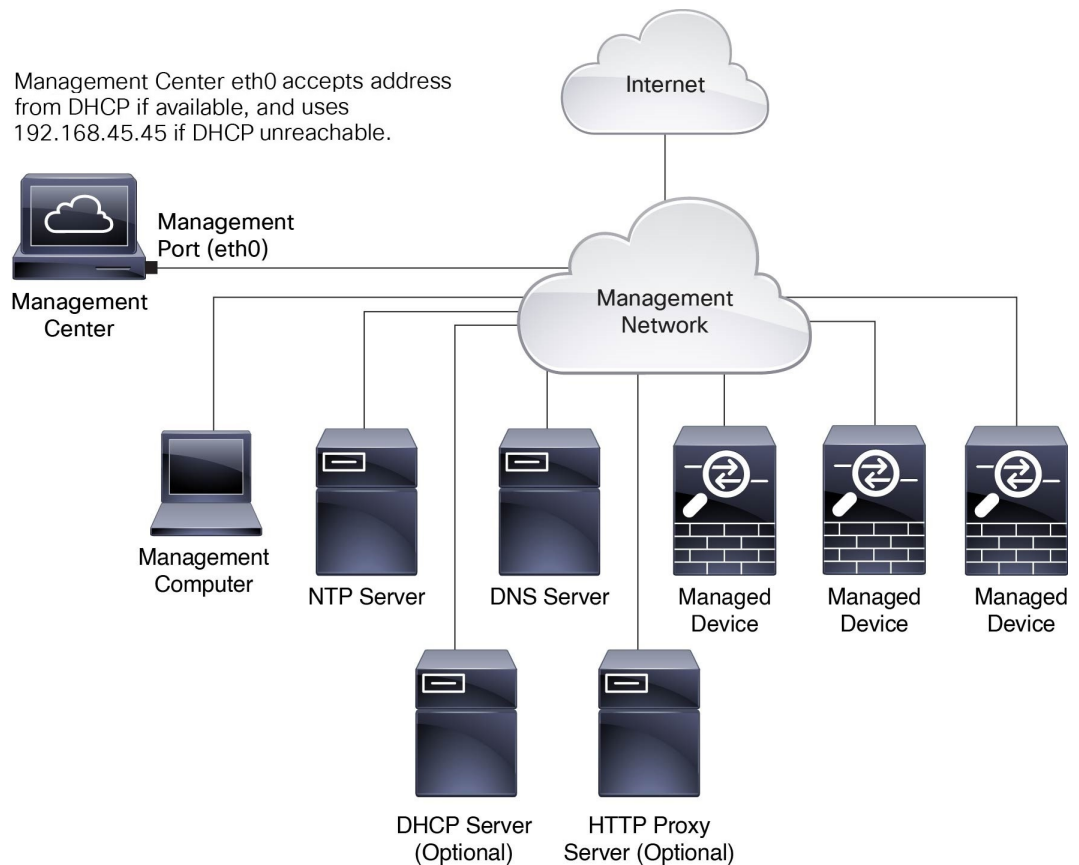 Management Center eth0 accepts address
from DHCP if available, and uses
192.168.45.45 if DHCP unreachable.
Internet
Management
Port (eth0)
Management
Center
Management
Network
Management
Computer
NTP Server
DNS Server
Managed
Device
Managed
Device
Managed
Device
DHCP Server
(Optional)
HTTP Proxy
Server (Optional)